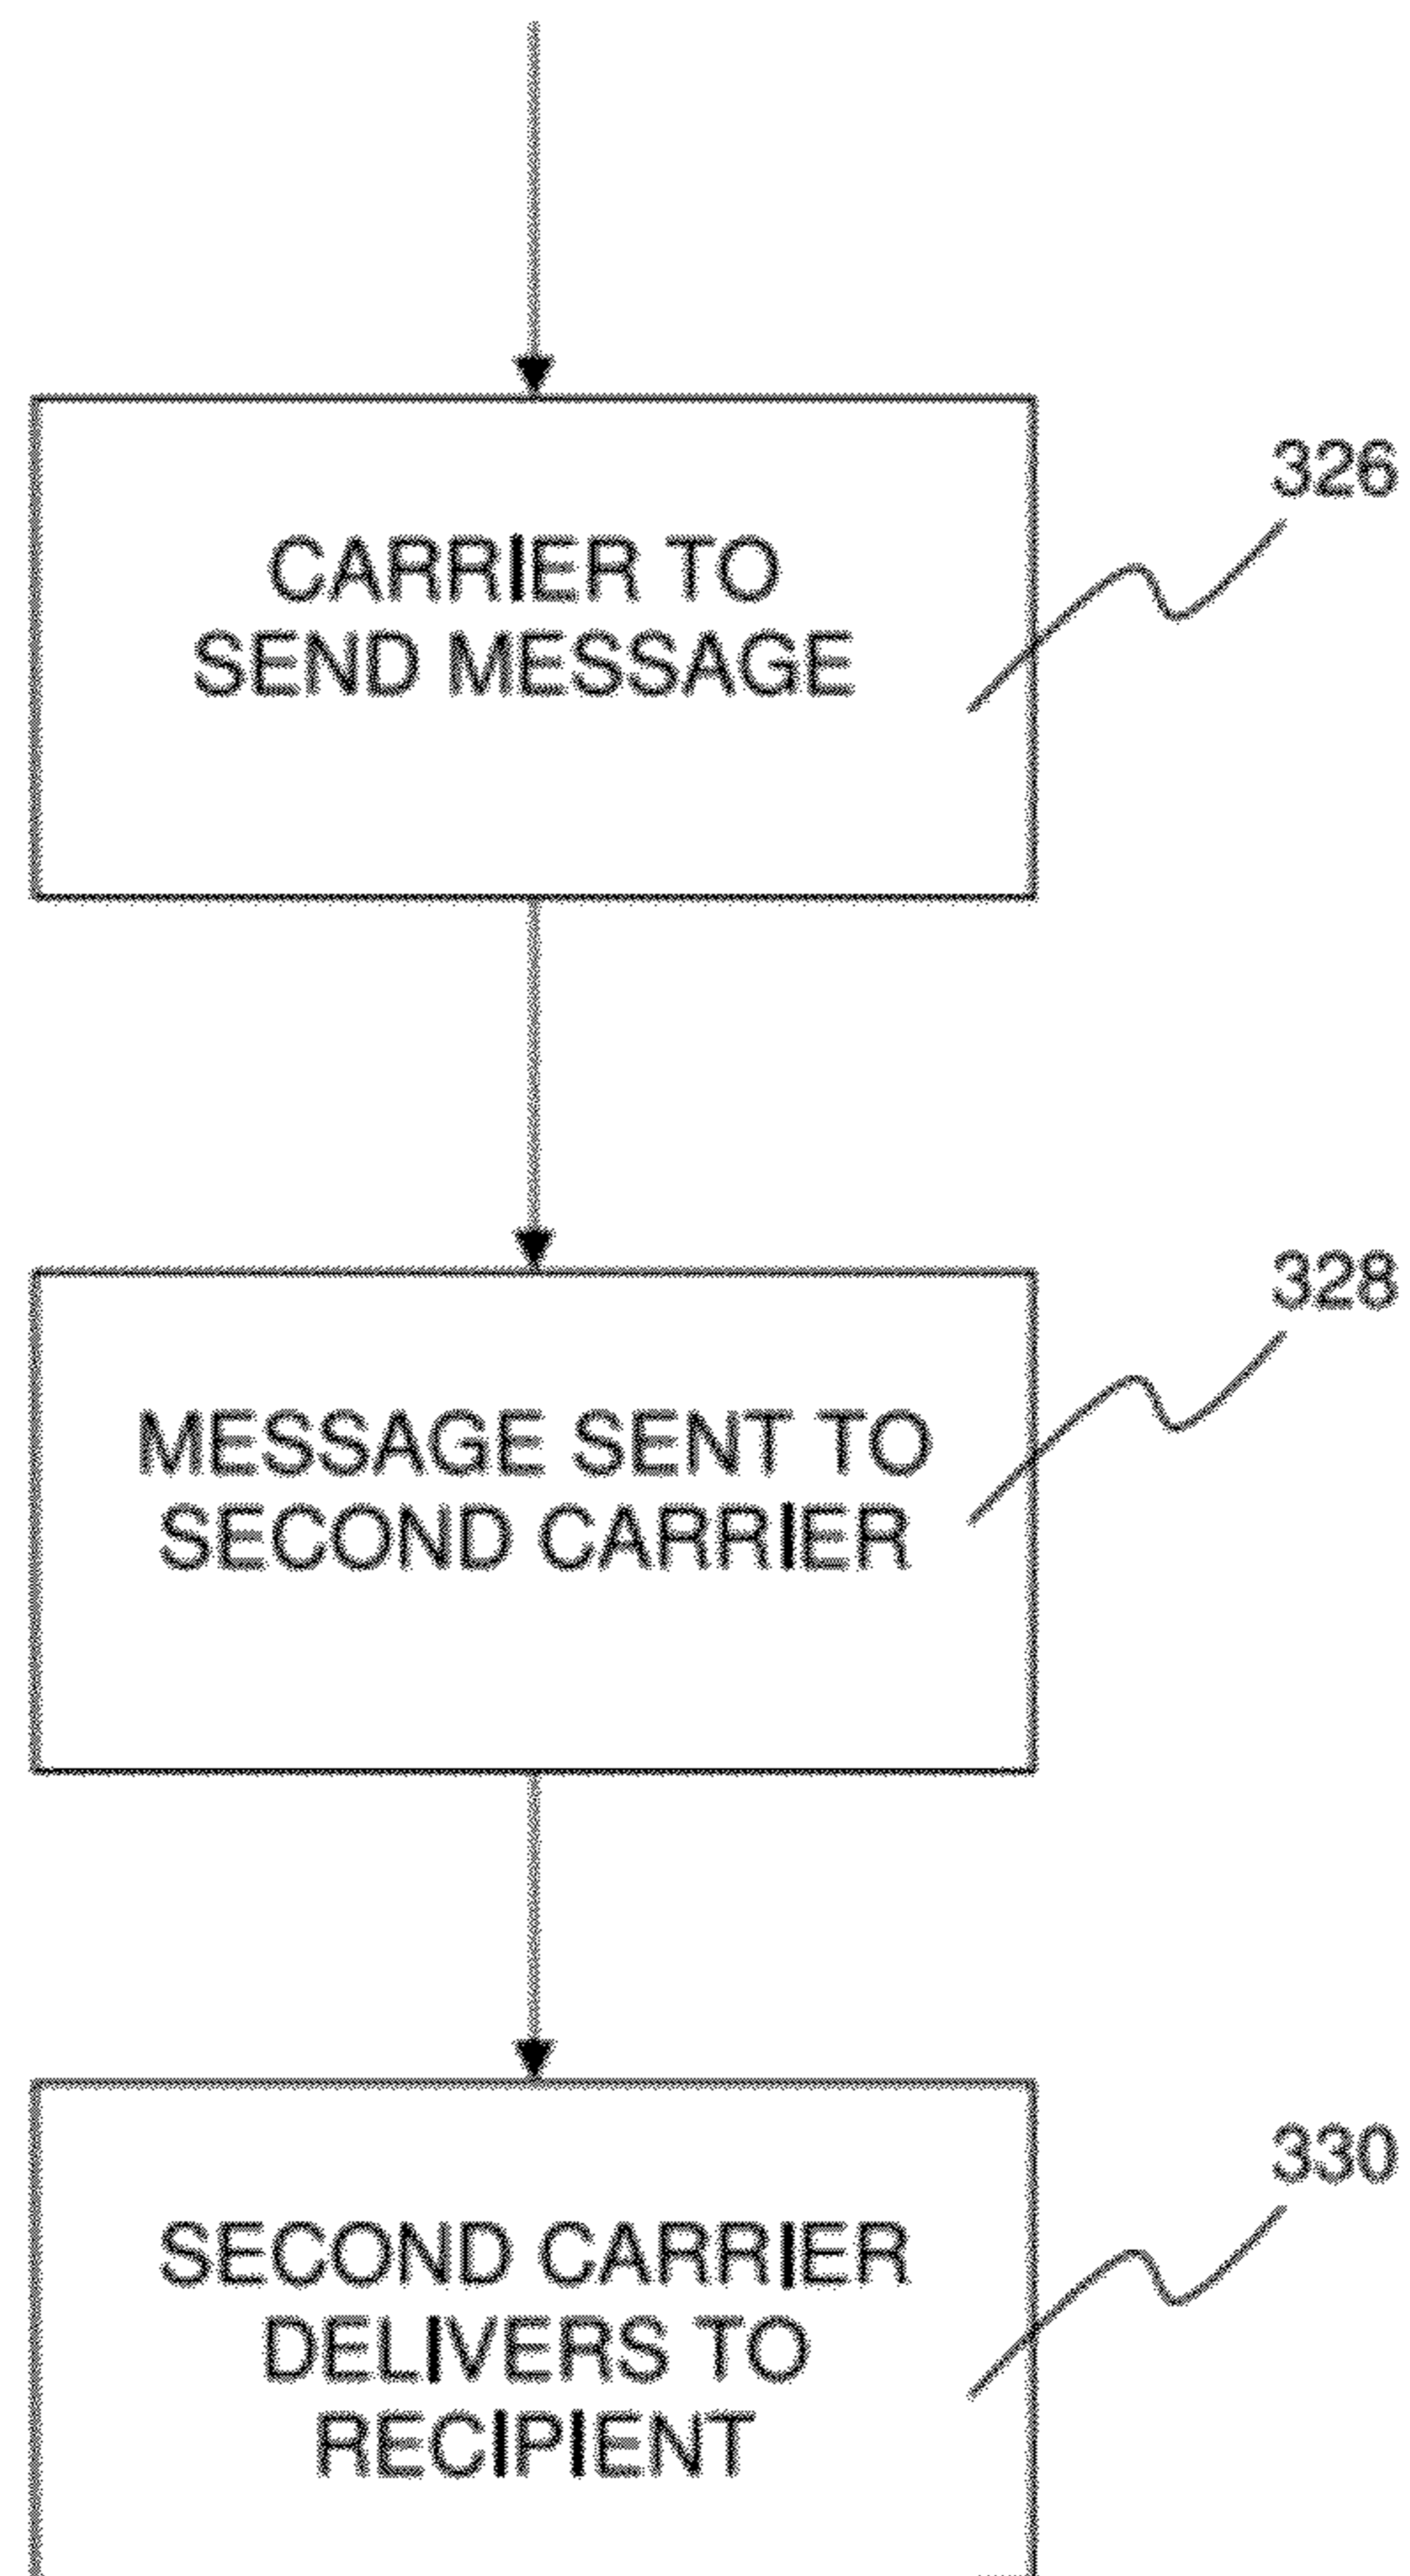 326
CARRIER TO
SEND MESSAGE
328
MESSAGE SENT TO
SECOND CARRIER
330
SECOND CARRIER
DELIVERS TO
RECIPIENT